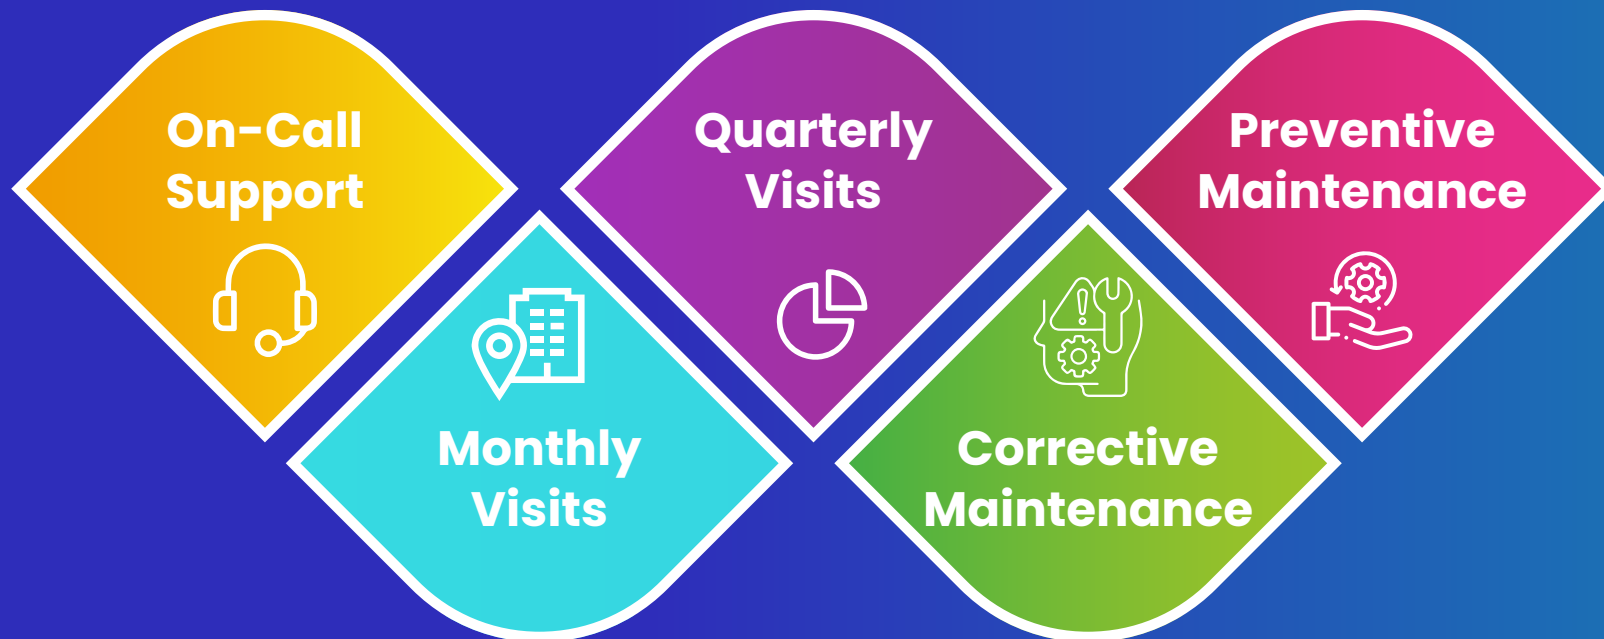 On-Call
Support
Monthly
Visits
Quarterly
Visits
Corrective
Maintenance
Preventive
Maintenance